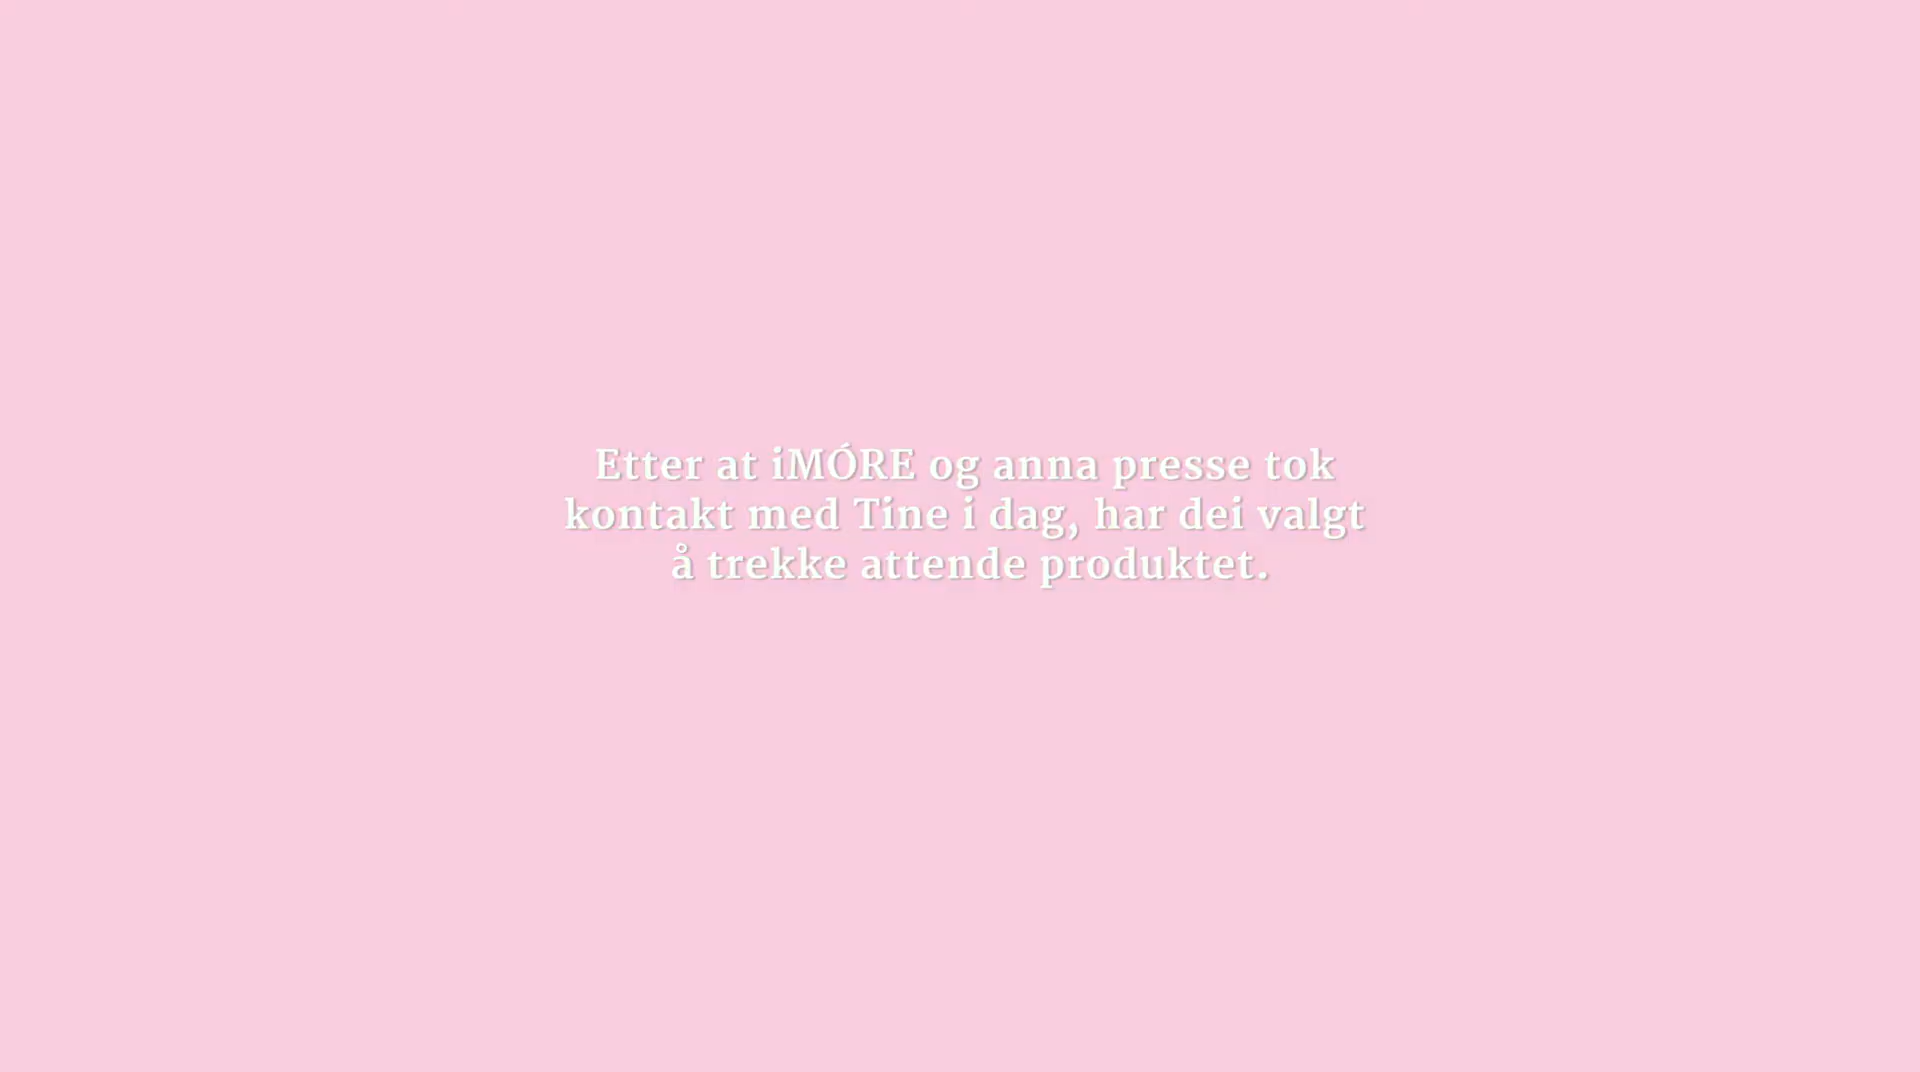 Etter at iMÓRE og anna presse tok
kontakt med Tine i dag, har dei valgt
å trekke attende produktet.